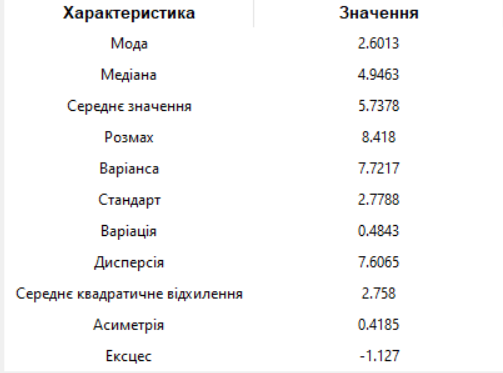 Характеристика Значення
Мода 2.6013
Медіана 4.9463
Середнє значення 5.7378
Розмах 8.418
Варіанса 7.7217
Стандарт 2.7788
Варіація 0.4843
Дисперсія 7.6065
Середнє квадратичне відхилення 2.758
Асиметрія 0.4185
Ексцес -1.127